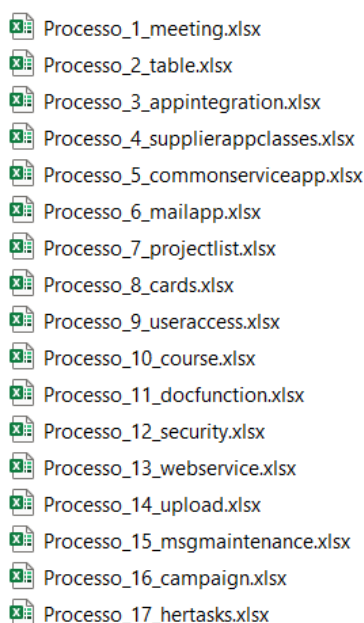 Processo_1_meeting.xlsx
Processo_2_table.xlsx
Processo_3_appintegration.xlsx
Processo_4_supplierappclasses.xlsx
Processo_5_commonserviceapp.xlsx
Processo_6_mailapp.xlsx
Processo_7_projectlist.xlsx
Processo_8_cards.xlsx
Processo_9_useraccess.xlsx
Processo_10_course.xlsx
Processo_11_docfunction.xlsx
Processo_12_security.xlsx
Processo_13_webservice.xlsx
Processo_14_upload.xlsx
Processo_15_msgmaintenance.xlsx
Processo_16_campaign.xlsx
Processo_17_hertasks.xlsx